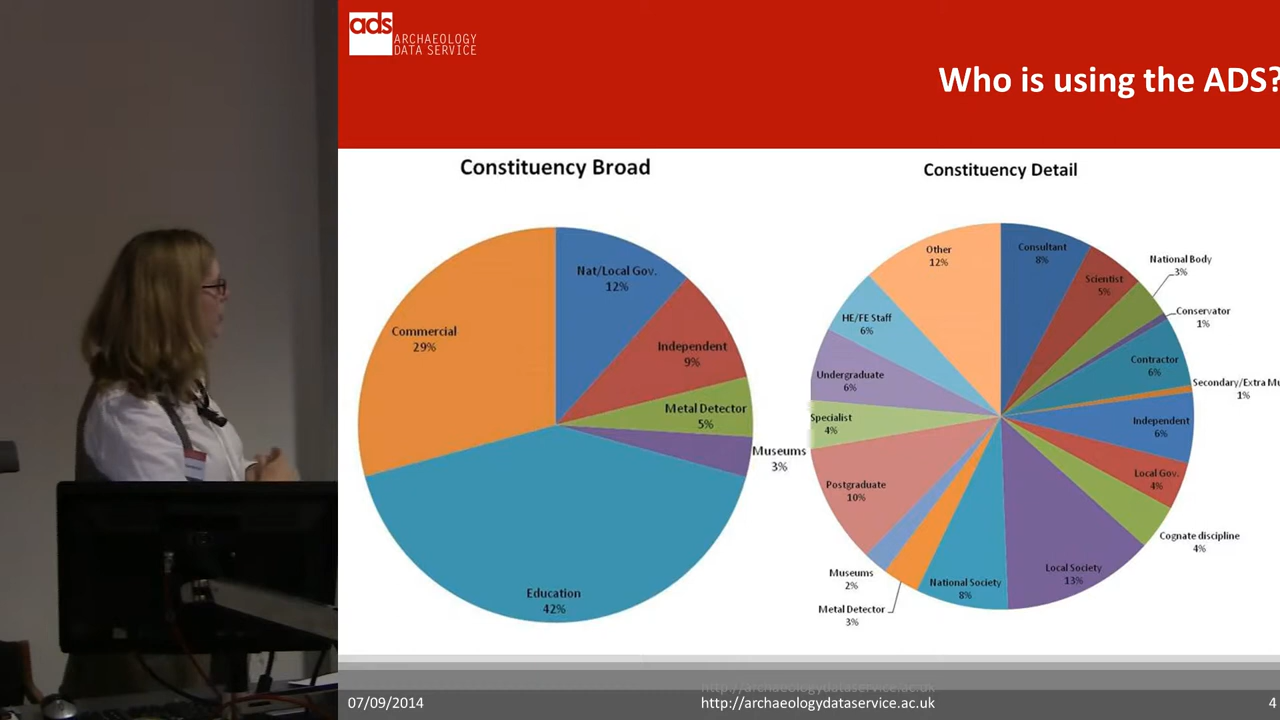 ads
ARCHAEOLOGY
DATA SERVICE
Who is using the ADS?
Constituency Broad
Nat/Local Gov.
12%
Independent
9%
Metal Detector
5%
Museums
3%
Education
42%
Commercial
29%
Constituency Detail
Consultant
8%
Scientist
5%
National Body
3%
Conservator
1%
Contractor
6%
Secondary/Extra Mu
1%
Independent
6%
Local Gov.
4%
Cognate discipline
4%
Local Society
13%
National Society
8%
Metal Detector
3%
Museums
2%
Postgraduate
10%
Specialist
4%
Undergraduate
6%
HE/FE Staff
6%
Other
12%
http://archaeologydataservice.ac.uk
07/09/2014
http://archaeologydataservice.ac.uk
4